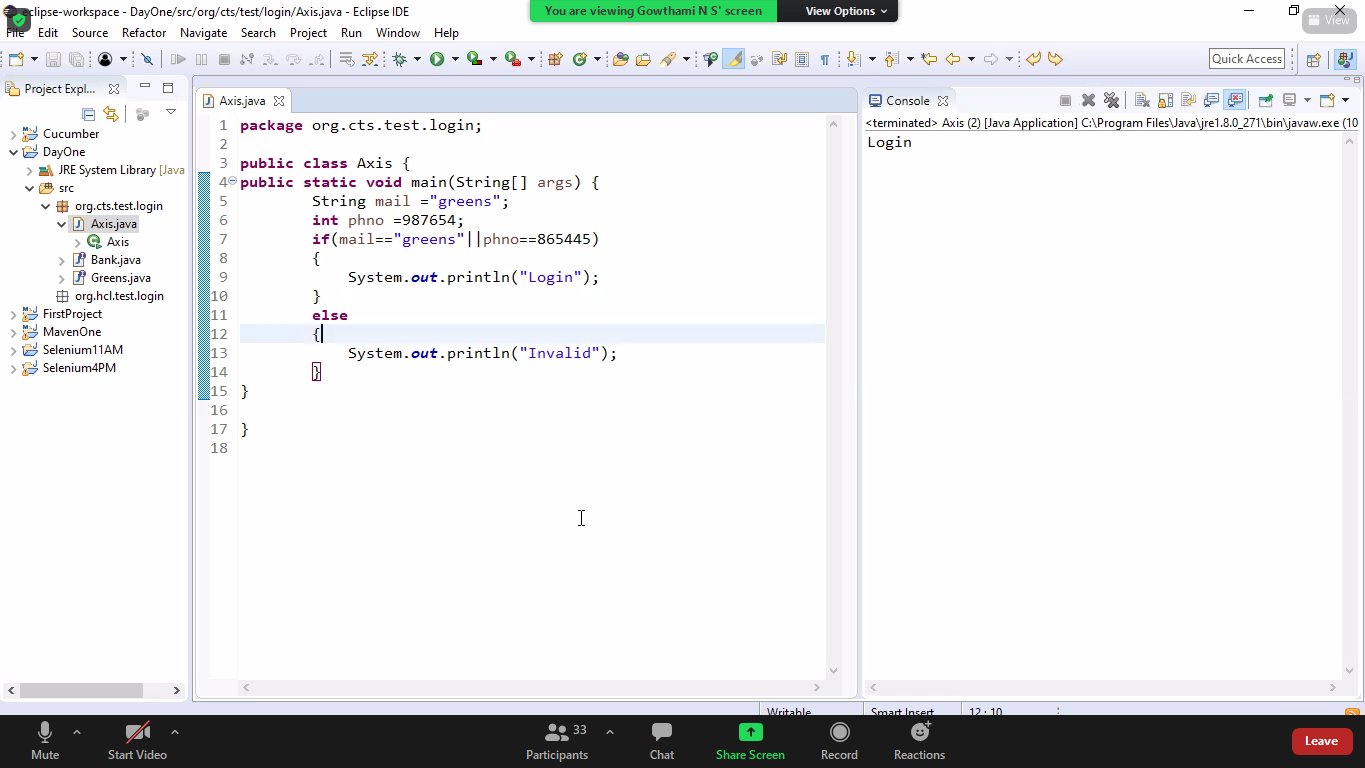 eclipse-workspace - DayOne/src/org/cts/test/login/Axis.java - Eclipse IDE
You are viewing Gowthami N S' screen
View Options
View
File Edit Source Refactor Navigate Search Project Run Window Help
Quick Access
Project Expl...
Cucumber
DayOne
JRE System Library [Java
src
org.cts.test.login
Axis.java
Axis
Bank.java
Greens.java
org.hcl.test.login
FirstProject
MavenOne
Selenium11AM
Selenium4PM
Axis.java
1 package org.cts.test.login;
2
3 public class Axis {
4 public static void main(String[] args) {
5 String mail ="greens";
6 int phno =987654;
7 if(mail=="greens"||phno==865445)
8 {
9 System.out.println("Login");
10 }
11 else
12 {
13 System.out.println("Invalid");
14 }
15 }
16
17 }
18
Console
<terminated> Axis (2) [Java Application] C:\Program Files\Java\jre1.8.0_271\bin\javaw.exe (10
Login
Writable Smart Insert 12 : 10
Mute
Start Video
33
Participants
Chat
Share Screen
Record
Reactions
Leave